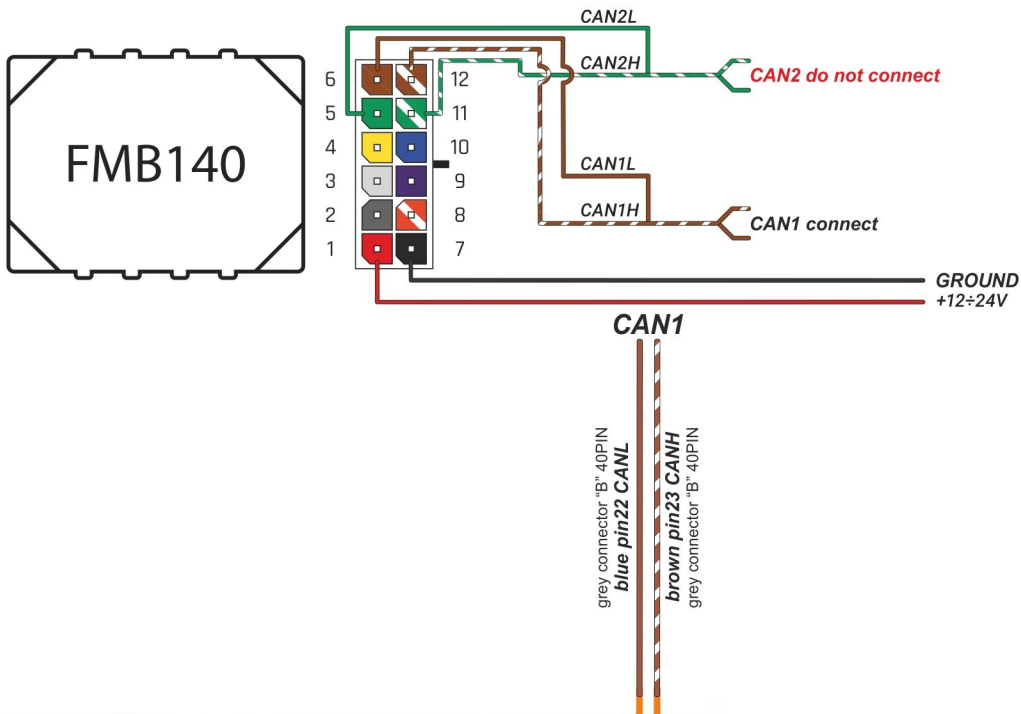 CAN2L
CAN2H
CAN2 do not connect
FMB140
6
12
5
11
4
10
3
9
2
8
1
7
CAN1L
CAN1H
CAN1 connect
GROUND
+12÷24V
CAN1
grey connector "B" 40PIN
blue pin22 CANL
brown pin23 CANH
grey connector "B" 40PIN